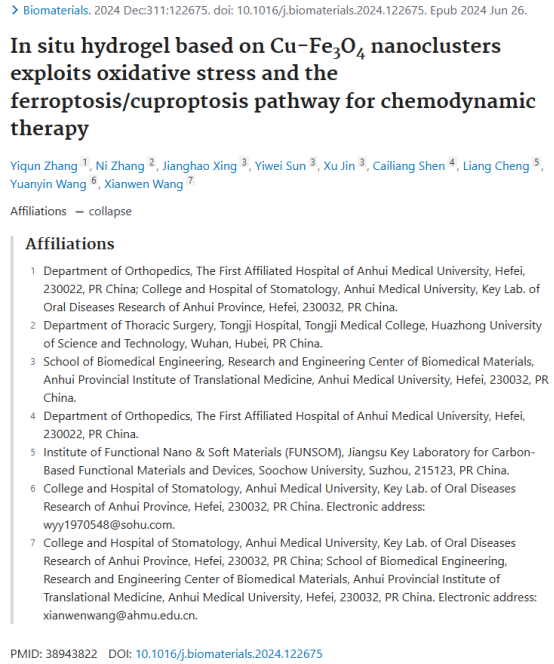 Biomaterials. 2024 Dec:311:122675. doi: 10.1016/j.biomaterials.2024.122675. Epub 2024 Jun 26.
In situ hydrogel based on Cu-Fe₃O₄ nanoclusters
exploits oxidative stress and the
ferroptosis/cuproptosis pathway for chemodynamic
therapy
Yiqun Zhang 1, Ni Zhang 2, Jianghao Xing 3, Yiwei Sun 3, Xu Jin 3, Cailiang Shen 4, Liang Cheng 5,
Yuanyin Wang 6, Xianwen Wang 7
Affiliations — collapse
Affiliations
1 Department of Orthopedics, The First Affiliated Hospital of Anhui Medical University, Hefei,
230022, PR China; College and Hospital of Stomatology, Anhui Medical University, Key Lab. of
Oral Diseases Research of Anhui Province, Hefei, 230032, PR China.
2 Department of Thoracic Surgery, Tongji Hospital, Tongji Medical College, Huazhong University
of Science and Technology, Wuhan, Hubei, PR China.
3 School of Biomedical Engineering, Research and Engineering Center of Biomedical Materials,
Anhui Provincial Institute of Translational Medicine, Anhui Medical University, Hefei, 230032, PR
China.
4 Department of Orthopedics, The First Affiliated Hospital of Anhui Medical University, Hefei,
230022, PR China.
5 Institute of Functional Nano & Soft Materials (FUNSOM), Jiangsu Key Laboratory for Carbon-
Based Functional Materials and Devices, Soochow University, Suzhou, 215123, PR China.
6 College and Hospital of Stomatology, Anhui Medical University, Key Lab. of Oral Diseases
Research of Anhui Province, Hefei, 230032, PR China. Electronic address:
wyy1970548@sohu.com.
7 College and Hospital of Stomatology, Anhui Medical University, Key Lab. of Oral Diseases
Research of Anhui Province, Hefei, 230032, PR China; School of Biomedical Engineering,
Research and Engineering Center of Biomedical Materials, Anhui Provincial Institute of
Translational Medicine, Anhui Medical University, Hefei, 230032, PR China. Electronic address:
xianwenwang@ahmu.edu.cn.
PMID: 38943822 DOI: 10.1016/j.biomaterials.2024.122675